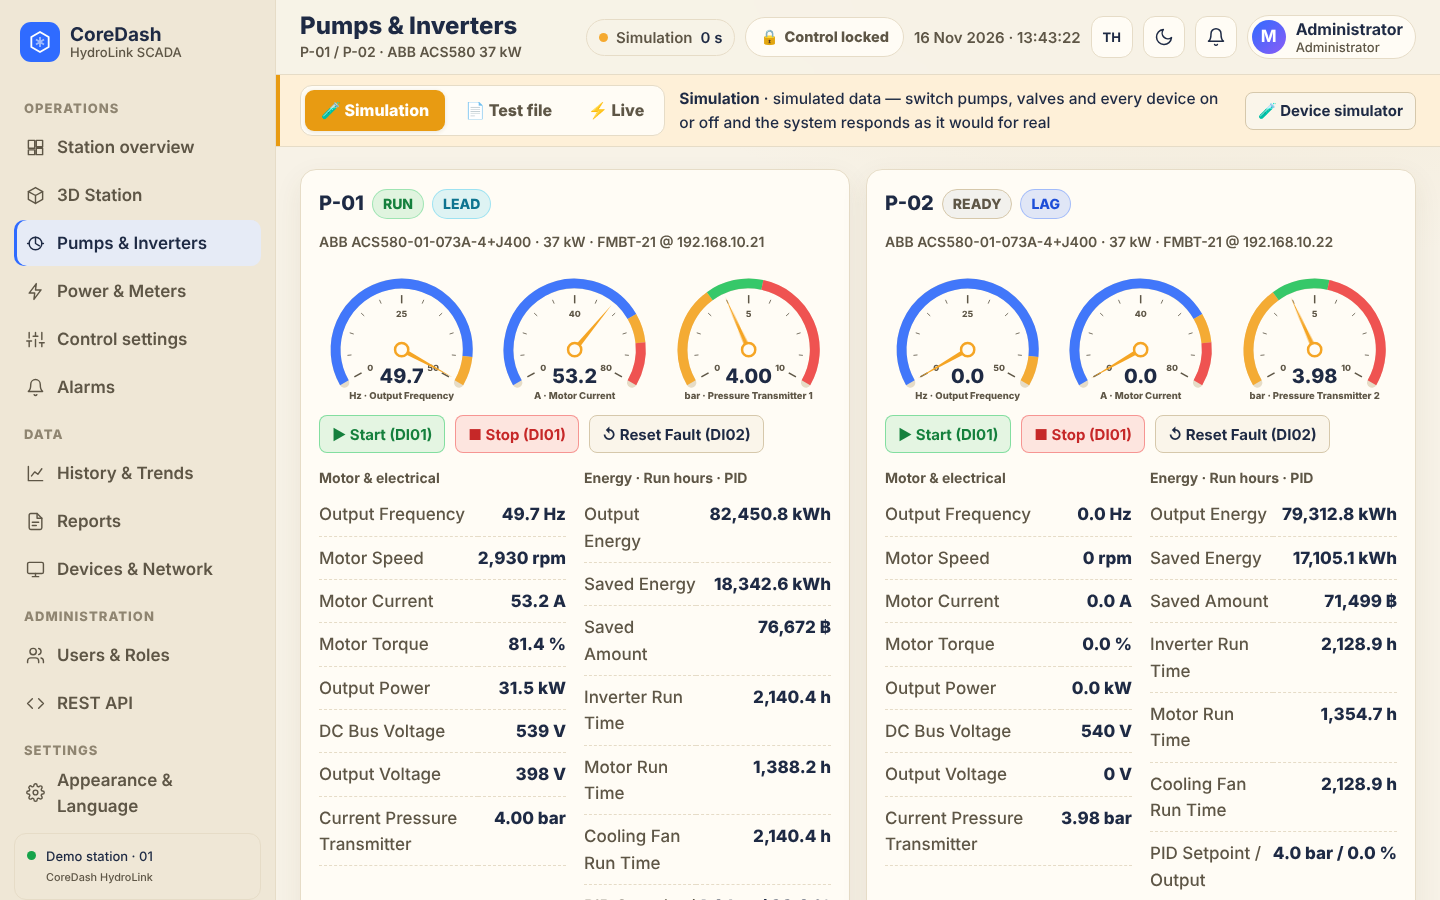 CoreDash
HydroLink SCADA
OPERATIONS
Station overview
3D Station
Pumps & Inverters
Power & Meters
Control settings
Alarms
DATA
History & Trends
Reports
Devices & Network
ADMINISTRATION
Users & Roles
REST API
SETTINGS
Appearance &
Language
Demo station · 01
CoreDash HydroLink
Pumps & Inverters
P-01 / P-02 · ABB ACS580 37 kW
Simulation 0 s
Control locked
16 Nov 2026 · 13:43:22
TH
M
Administrator
Administrator
Simulation
Test file
Live
Simulation · simulated data — switch pumps, valves and every device on
or off and the system responds as it would for real
Device simulator
P-01 RUN LEAD
ABB ACS580-01-073A-4+J400 · 37 kW · FMBT-21 @ 192.168.10.21
0 25 50
49.7
Hz · Output Frequency
0 40 80
53.2
A · Motor Current
0 5 10
4.00
bar · Pressure Transmitter 1
Start (DI01)
Stop (DI01)
Reset Fault (DI02)
Motor & electrical
Output Frequency 49.7 Hz
Motor Speed 2,930 rpm
Motor Current 53.2 A
Motor Torque 81.4 %
Output Power 31.5 kW
DC Bus Voltage 539 V
Output Voltage 398 V
Current Pressure 4.00 bar
Transmitter
Energy · Run hours · PID
Output 82,450.8 kWh
Energy
Saved Energy 18,342.6 kWh
Saved 76,672 ฿
Amount
Inverter Run 2,140.4 h
Time
Motor Run 1,388.2 h
Time
Cooling Fan 2,140.4 h
Run Time
P-02 READY LAG
ABB ACS580-01-073A-4+J400 · 37 kW · FMBT-21 @ 192.168.10.22
0 25 50
0.0
Hz · Output Frequency
0 40 80
0.0
A · Motor Current
0 5 10
3.98
bar · Pressure Transmitter 2
Start (DI01)
Stop (DI01)
Reset Fault (DI02)
Motor & electrical
Output Frequency 0.0 Hz
Motor Speed 0 rpm
Motor Current 0.0 A
Motor Torque 0.0 %
Output Power 0.0 kW
DC Bus Voltage 540 V
Output Voltage 0 V
Current Pressure 3.98 bar
Transmitter
Energy · Run hours · PID
Output Energy 79,312.8 kWh
Saved Energy 17,105.1 kWh
Saved Amount 71,499 ฿
Inverter Run 2,128.9 h
Time
Motor Run 1,354.7 h
Time
Cooling Fan 2,128.9 h
Run Time
PID Setpoint / 4.0 bar / 0.0 %
Output